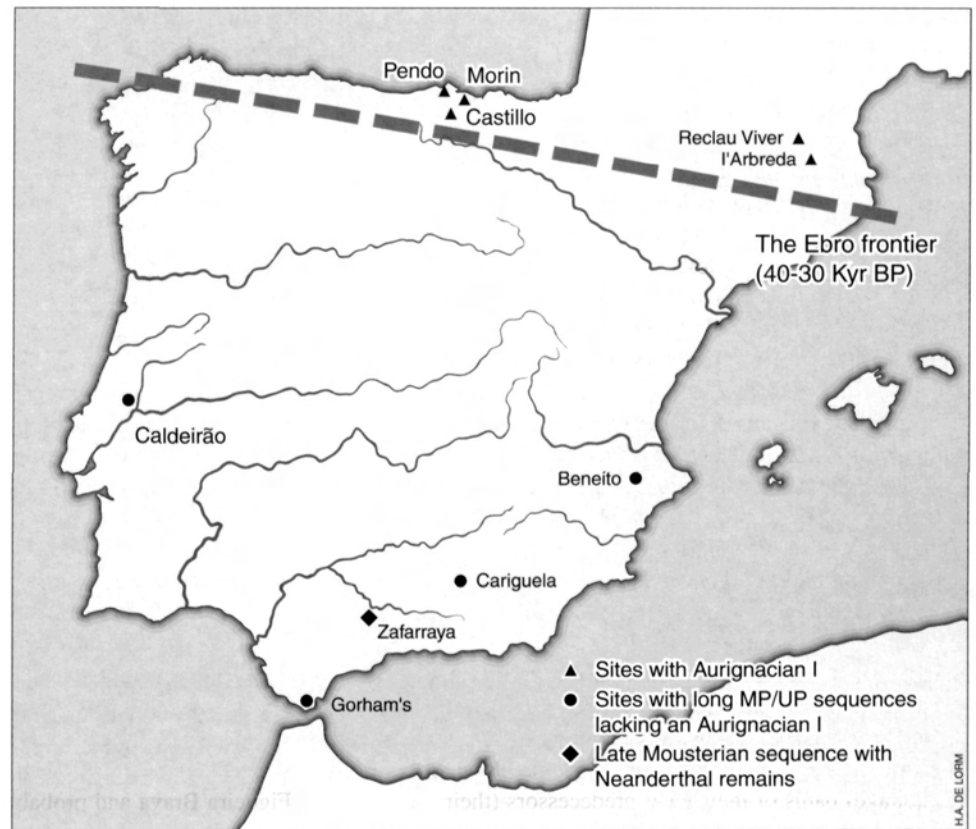 Pendo
Morin
Castillo
Reclau Viver
l'Arbreda
The Ebro frontier
(40-30 Kyr BP)
Caldeirão
Beneito
Cariguela
Zafarraya
Gorham's
Sites with Aurignacian I
Sites with long MP/UP sequences
lacking an Aurignacian I
Late Mousterian sequence with
Neanderthal remains
H.A. DE LORM